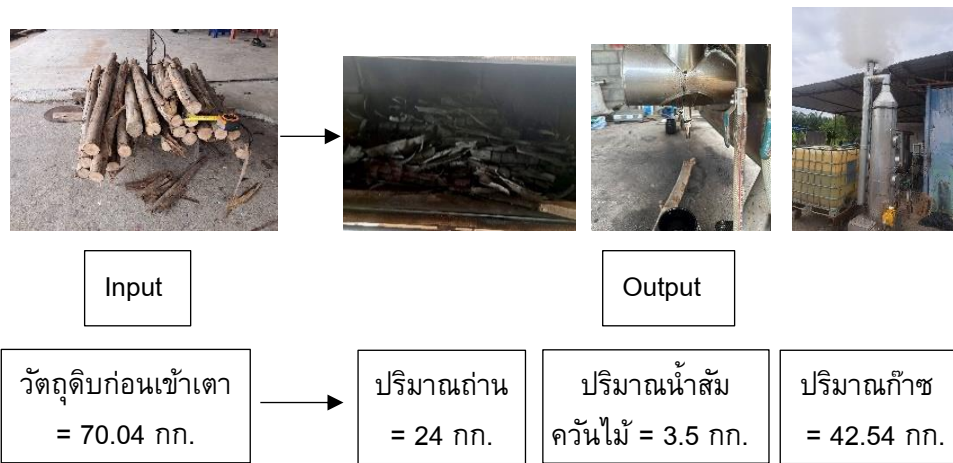 Input
Output
วัตถุดิบก่อนเข้าเตา
= 70.04 กก.
ปริมาณถ่าน
= 24 กก.
ปริมาณน้ำส้ม
ควันไม้ = 3.5 กก.
ปริมาณก๊าซ
= 42.54 กก.